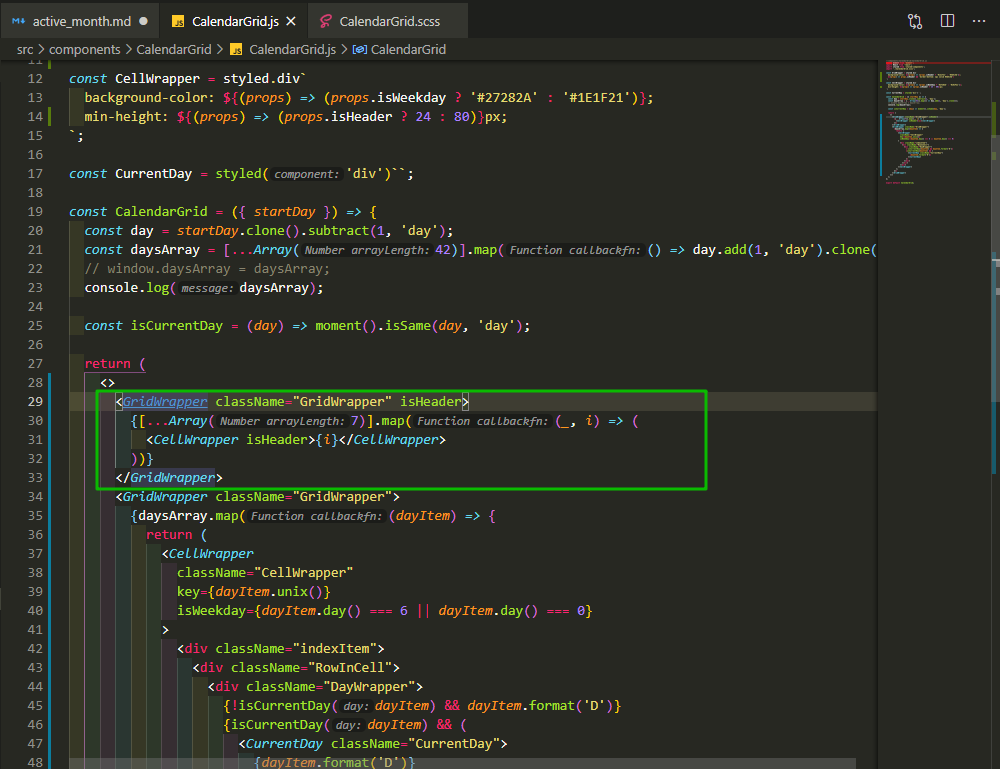 active_month.md
CalendarGrid.js
CalendarGrid.scss
src > components > CalendarGrid > CalendarGrid.js > CalendarGrid
11
12 const CellWrapper = styled.div`
13 background-color: ${(props) => (props.isWeekday ? '#27282A' : '#1E1F21')};
14 min-height: ${(props) => (props.isHeader ? 24 : 80)}px;
15 `;
16
17 const CurrentDay = styled( component: 'div')``;
18
19 const CalendarGrid = ({ startDay }) => {
20 const day = startDay.clone().subtract(1, 'day');
21 const daysArray = [...Array( Number arrayLength: 42)].map( Function callbackfn: () => day.add(1, 'day').clone(
22 // window.daysArray = daysArray;
23 console.log( message: daysArray);
24
25 const isCurrentDay = (day) => moment().isSame(day, 'day');
26
27 return (
28 <>
29 <GridWrapper className="GridWrapper" isHeader>
30 {[...Array( Number arrayLength: 7)].map( Function callbackfn: (_, i) => (
31 <CellWrapper isHeader>{i}</CellWrapper>
32 ))}
33 </GridWrapper>
34 <GridWrapper className="GridWrapper">
35 {daysArray.map( Function callbackfn: (dayItem) => {
36 return (
37 <CellWrapper
38 className="CellWrapper"
39 key={dayItem.unix()}
40 isWeekday={dayItem.day() === 6 || dayItem.day() === 0}
41 >
42 <div className="indexItem">
43 <div className="RowInCell">
44 <div className="DayWrapper">
45 {!isCurrentDay( day: dayItem) && dayItem.format('D')}
46 {isCurrentDay( day: dayItem) && (
47 <CurrentDay className="CurrentDay">
48 {dayItem.format('D')}